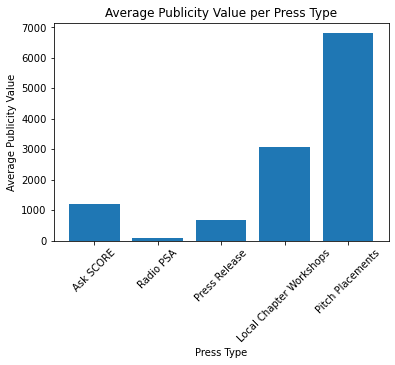 Average Publicity Value per Press Type
Average Publicity Value
7000
6000
5000
4000
3000
2000
1000
0
Ask SCORE
Radio PSA
Press Release
Local Chapter Workshops
Pitch Placements
Press Type